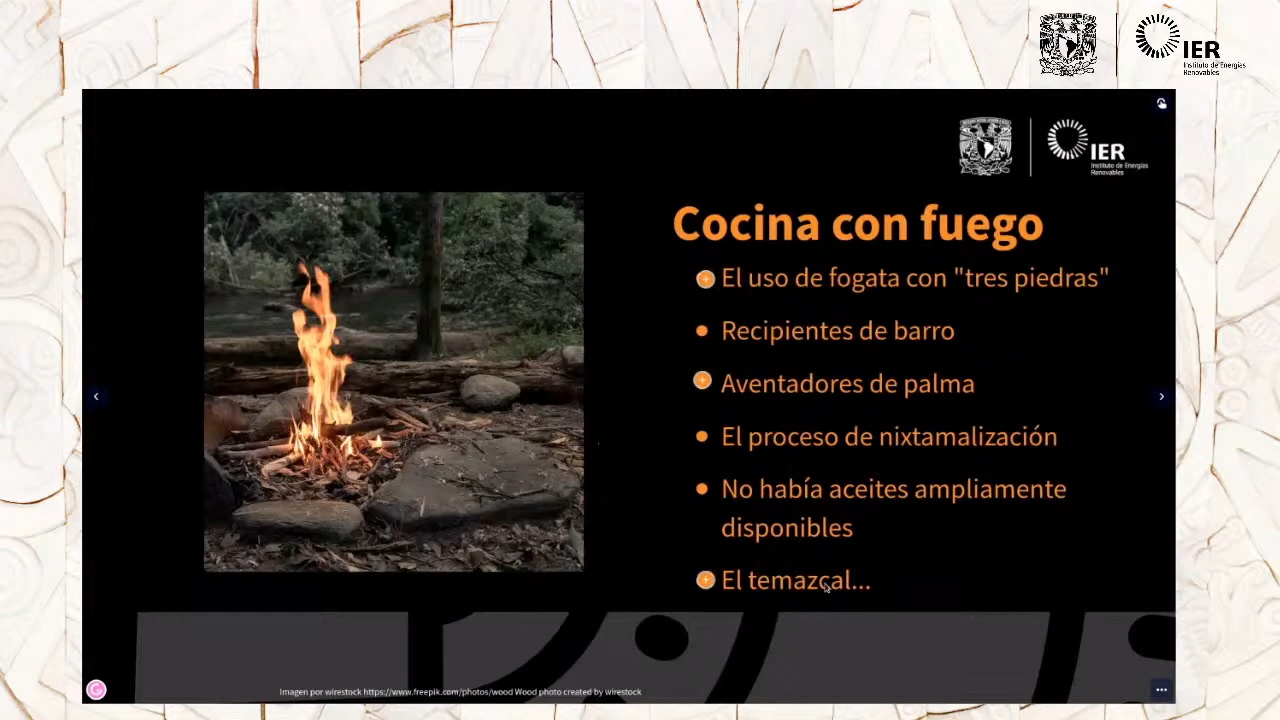 IER
Instituto de Energías
Renovables
IER
Instituto de Energías
Renovables
Cocina con fuego
El uso de fogata con "tres piedras"
Recipientes de barro
Aventadores de palma
El proceso de nixtamalización
No había aceites ampliamente
disponibles
El temazcal...
Imagen por wirestock https://www.freepik.com/photos/wood Wood photo created by wirestock